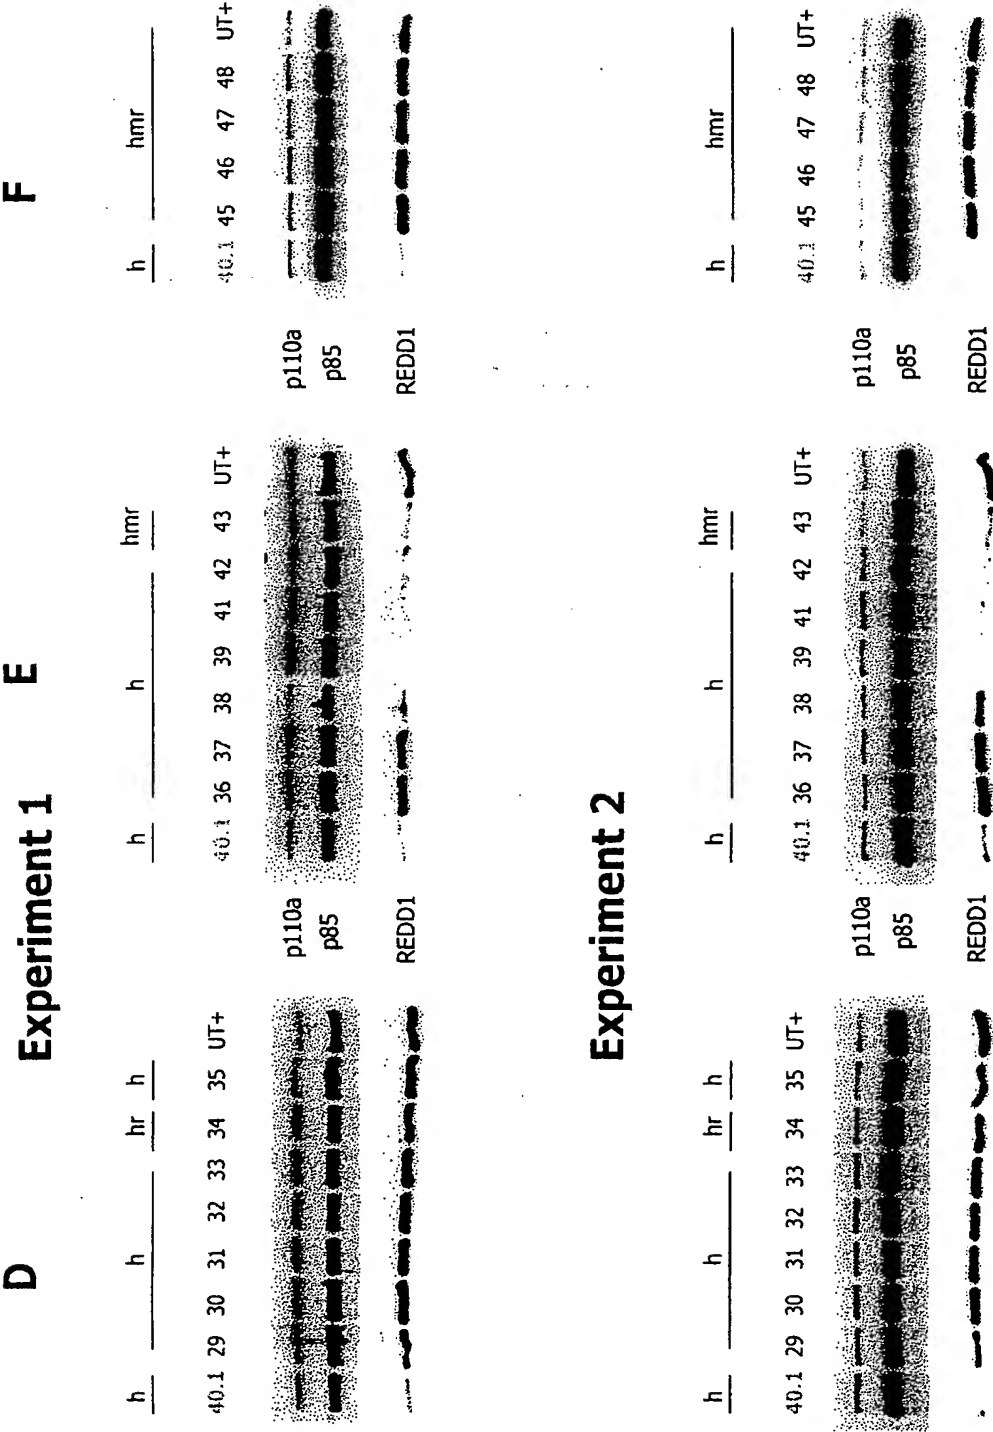 Experiment 1
D
h h hr h
40.1 29 30 31 32 33 34 35 UT+
p110a
p85
REDD1
E
h h hmr
40.1 36 37 38 39 41 42 43 UT+
p110a
p85
REDD1
F
h hmr
40.1 45 46 47 48 UT+
Experiment 2
h h hr h
40.1 29 30 31 32 33 34 35 UT+
p110a
p85
REDD1
h h hmr
40.1 36 37 38 39 41 42 43 UT+
p110a
p85
REDD1
h hmr
40.1 45 46 47 48 UT+